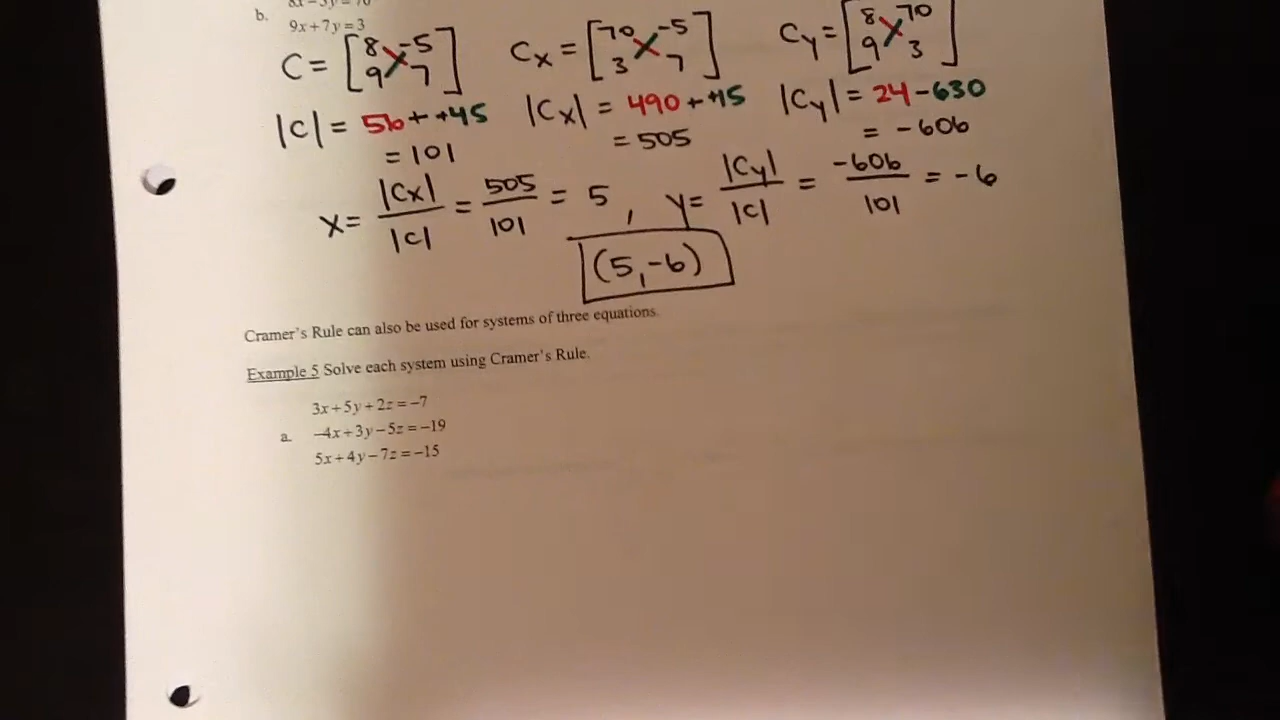 8x-5y=70
b.
9x+7y=3
C = [8 -5 9 7] Cx = [70 -5 3 7] Cy = [8 70 9 3]
|C| = 56 + +45 |Cx| = 490 + +15 |Cy| = 24 - 630
= 101 = 505 = -606
x = |Cx| / |C| = 505 / 101 = 5 , y = |Cy| / |C| = -606 / 101 = -6
(5,-6)
Cramer's Rule can also be used for systems of three equations.
Example 5 Solve each system using Cramer's Rule.
3x+5y+2z=-7
a. -4x+3y-5z=-19
5x+4y-7z=-15